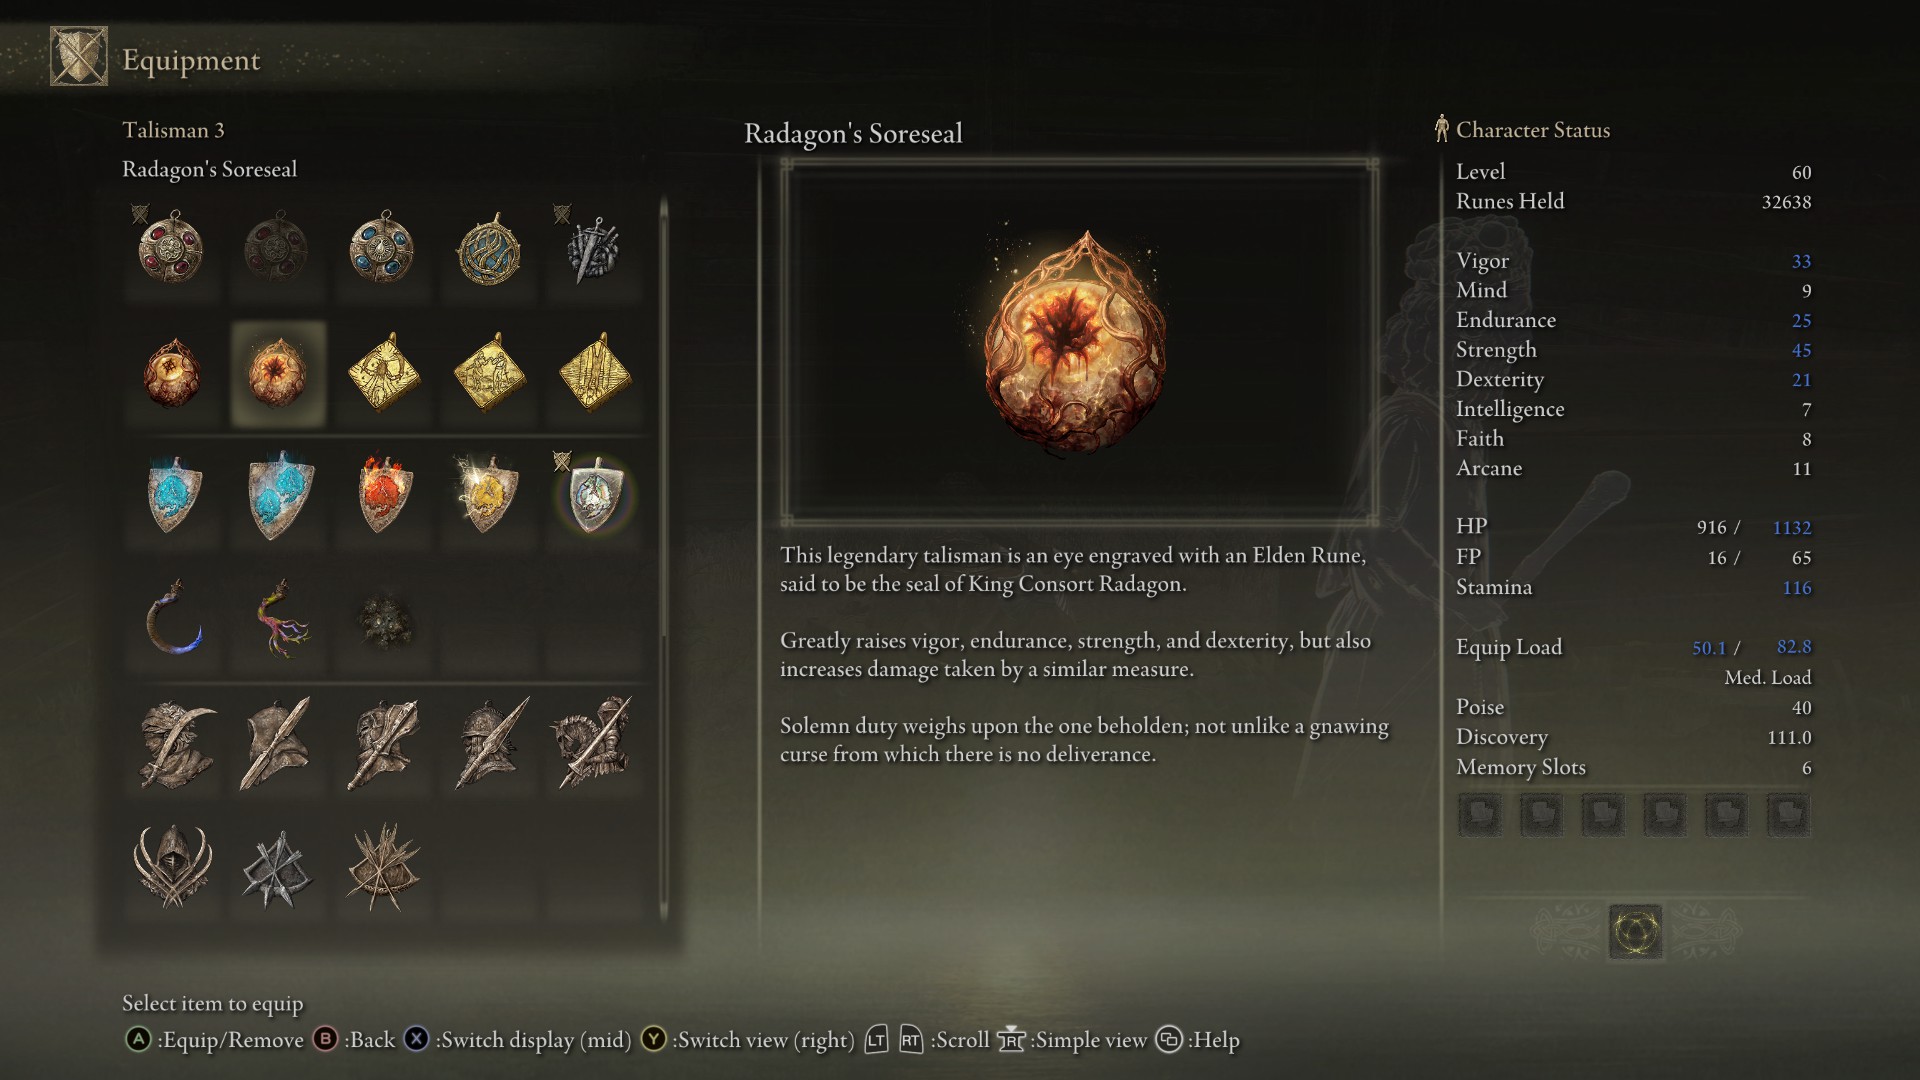 Equipment
Talisman 3
Radagon's Soreseal
Radagon's Soreseal
This legendary talisman is an eye engraved with an Elden Rune,
said to be the seal of King Consort Radagon.
Greatly raises vigor, endurance, strength, and dexterity, but also
increases damage taken by a similar measure.
Solemn duty weighs upon the one beholden; not unlike a gnawing
curse from which there is no deliverance.
Character Status
Level 60
Runes Held 32638
Vigor 33
Mind 9
Endurance 25
Strength 45
Dexterity 21
Intelligence 7
Faith 8
Arcane 11
HP 916 / 1132
FP 16 / 65
Stamina 116
Equip Load 50.1 / 82.8
Med. Load
Poise 40
Discovery 111.0
Memory Slots 6
Select item to equip
A :Equip/Remove B :Back X :Switch display (mid) Y :Switch view (right) LT RT :Scroll R :Simple view :Help